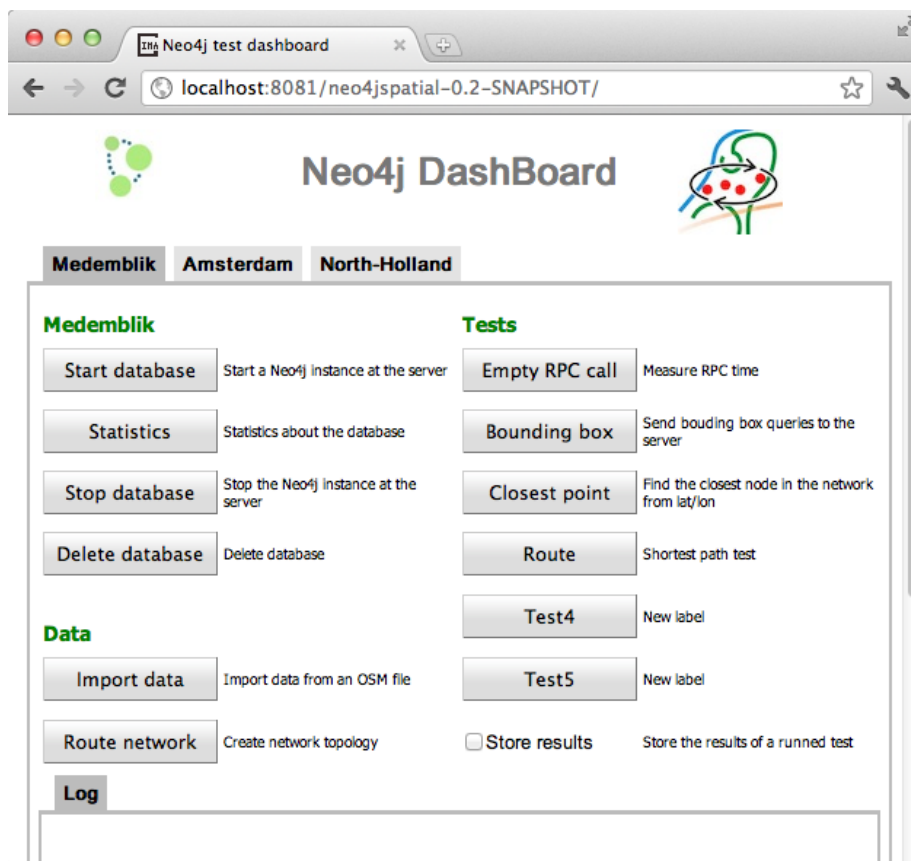 Neo4j test dashboard
localhost:8081/neo4jspatial-0.2-SNAPSHOT/
Neo4j DashBoard
Medemblik Amsterdam North-Holland
Medemblik
Start database Start a Neo4j instance at the server
Statistics Statistics about the database
Stop database Stop the Neo4j instance at the
server
Delete database Delete database
Data
Import data Import data from an OSM file
Route network Create network topology
Tests
Empty RPC call Measure RPC time
Bounding box Send bouding box queries to the
server
Closest point Find the closest node in the network
from lat/lon
Route Shortest path test
Test4 New label
Test5 New label
Store results Store the results of a runned test
Log